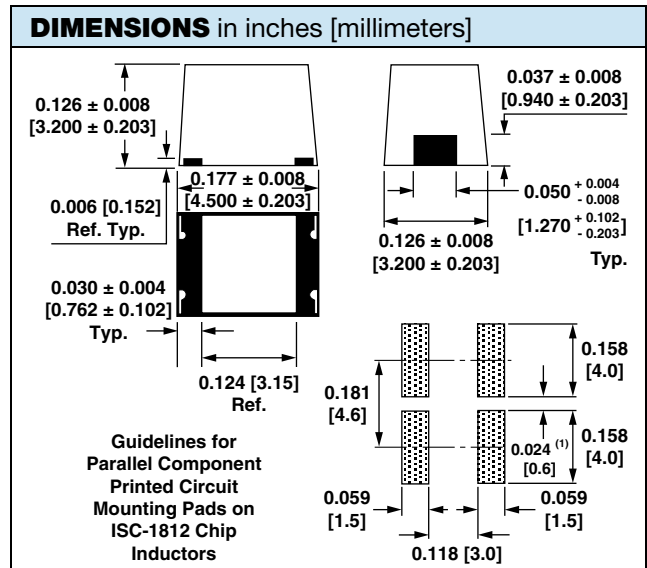 DIMENSIONS in inches [millimeters]
0.126 ± 0.008
[3.200 ± 0.203]
0.006 [0.152]
Ref. Typ.
0.177 ± 0.008
[4.500 ± 0.203]
0.030 ± 0.004
[0.762 ± 0.102]
Typ.
0.124 [3.15]
Ref.
0.037 ± 0.008
[0.940 ± 0.203]
0.050 + 0.004 - 0.008
[1.270 + 0.102 - 0.203]
Typ.
0.126 ± 0.008
[3.200 ± 0.203]
Guidelines for
Parallel Component
Printed Circuit
Mounting Pads on
ISC-1812 Chip
Inductors
0.181
[4.6]
0.158
[4.0]
0.024 (1)
[0.6]
0.158
[4.0]
0.059
[1.5]
0.059
[1.5]
0.118 [3.0]